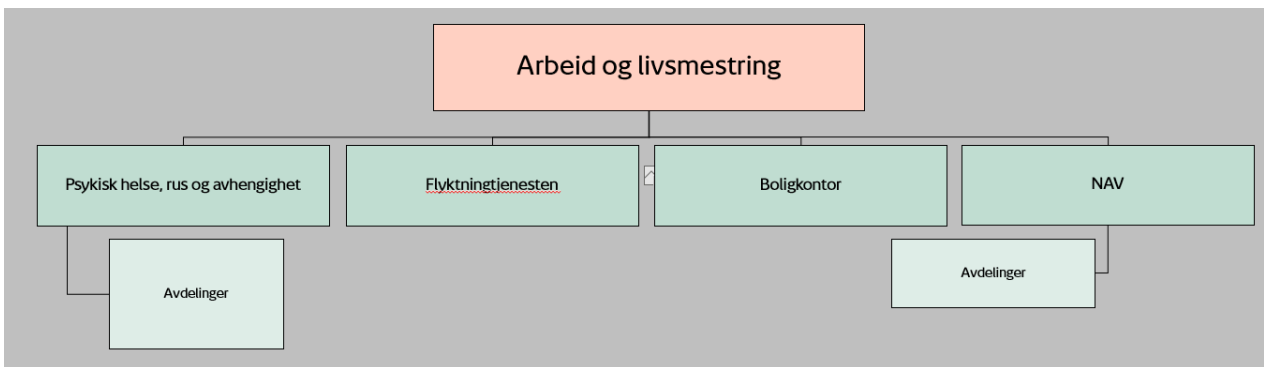 Arbeid og livsmestring
Psykisk helse, rus og avhengighet
Flyktningtjenesten
Boligkontor
NAV
Avdelinger
Avdelinger